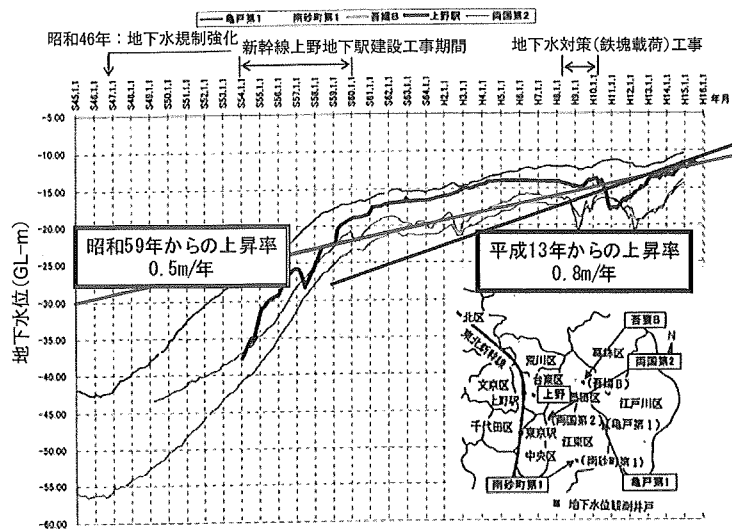 亀戸第1 南砂町第1 吾嬬B 上野駅 両国第2
昭和46年：地下水規制強化
新幹線上野地下駅建設工事期間
地下水対策(鉄塊載荷)工事
S45.1.1 S46.1.1 S47.1.1 S48.1.1 S49.1.1 S50.1.1 S51.1.1 S52.1.1 S53.1.1 S54.1.1 S55.1.1 S56.1.1 S57.1.1 S58.1.1 S59.1.1 S60.1.1 S61.1.1 S62.1.1 S63.1.1 S64.1.1 H2.1.1 H3.1.1 H4.1.1 H5.1.1 H6.1.1 H7.1.1 H8.1.1 H9.1.1 H10.1.1 H11.1.1 H12.1.1 H13.1.1 H14.1.1 H15.1.1 H16.1.1 年月
-5.00
-10.00
-15.00
-20.00
-25.00
-30.00
-35.00
-40.00
-45.00
-50.00
-55.00
-60.00
地下水位(GL-m)
昭和59年からの上昇率
0.5m/年
平成13年からの上昇率
0.8m/年
北区
東北新幹線
荒川区
葛飾区
吾嬬B
N
両国第2
文京区
台東区
上野駅
上野
(吾嬬B)
墨田区
江戸川区
千代田区
(両国第2)
(亀戸第1)
東京駅
江東区
中央区
(南砂町第1)
南砂町第1
亀戸第1
■ 地下水位観測井戸